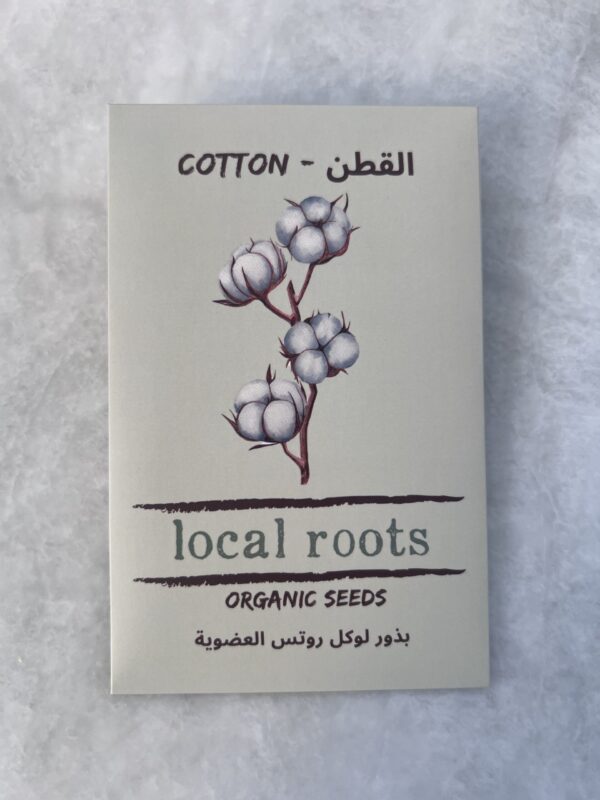 COTTON - القطن
local roots
ORGANIC SEEDS
بذور لوكل روتس العضوية